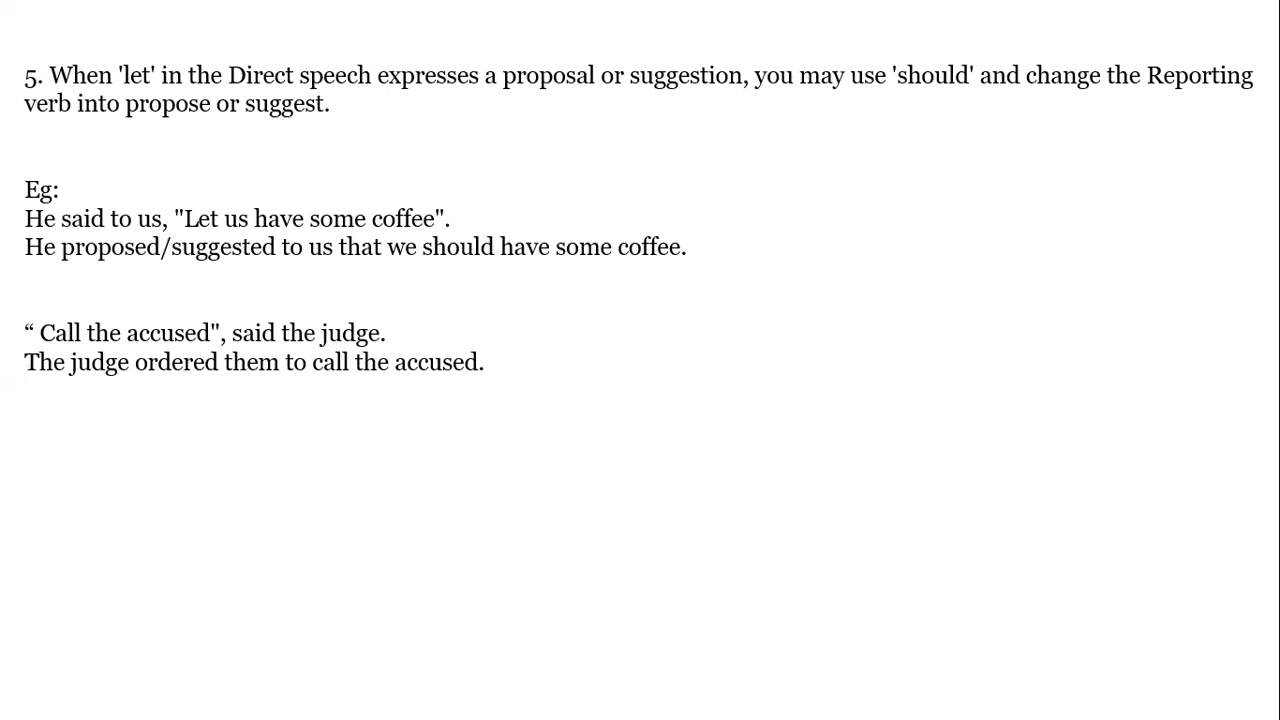 5. When 'let' in the Direct speech expresses a proposal or suggestion, you may use 'should' and change the Reporting
verb into propose or suggest.
Eg:
He said to us, "Let us have some coffee".
He proposed/suggested to us that we should have some coffee.
“ Call the accused", said the judge.
The judge ordered them to call the accused.